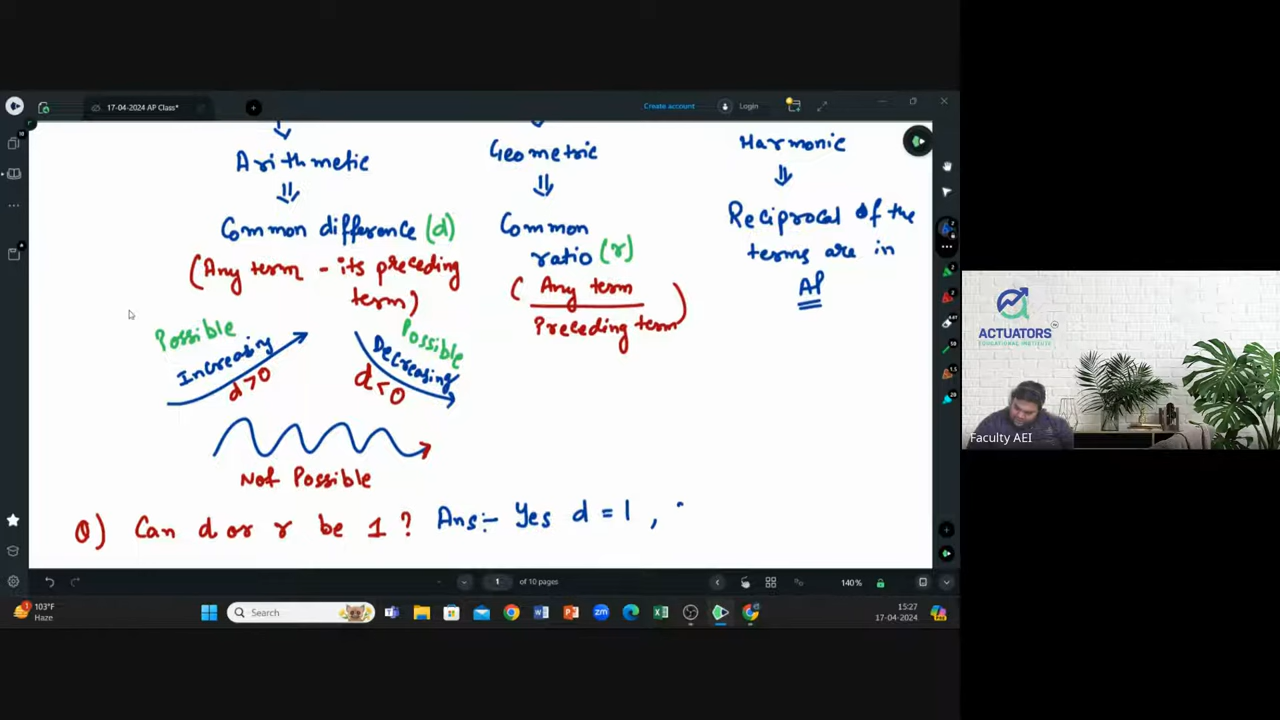 17-04-2024 AP Class*
Create account
Login
Arithmetic
Geometric
Harmonic
Common difference (d)
(Any term - its preceding
term)
Common
ratio (r)
( Any term
Preceding term)
Reciprocal of the
terms are in
AP
Possible
Increasing
d > 0
Possible
Decreasing
d < 0
Not Possible
Q) Can d or r be 1 ? Ans:- Yes d = 1 ,
ACTUATORS
EDUCATIONAL INSTITUTE
Faculty AEI
1 of 10 pages
140%
103°F
Haze
Search
15:27
17-04-2024